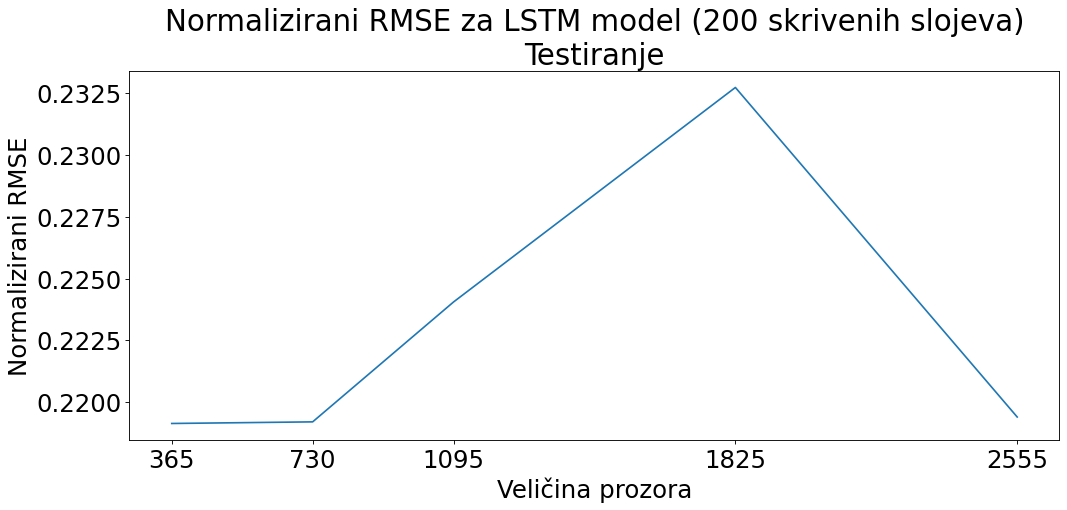 Normalizirani RMSE za LSTM model (200 skrivenih slojeva)
Testiranje
Normalizirani RMSE
0.2325
0.2300
0.2275
0.2250
0.2225
0.2200
365 730 1095 1825 2555
Veličina prozora